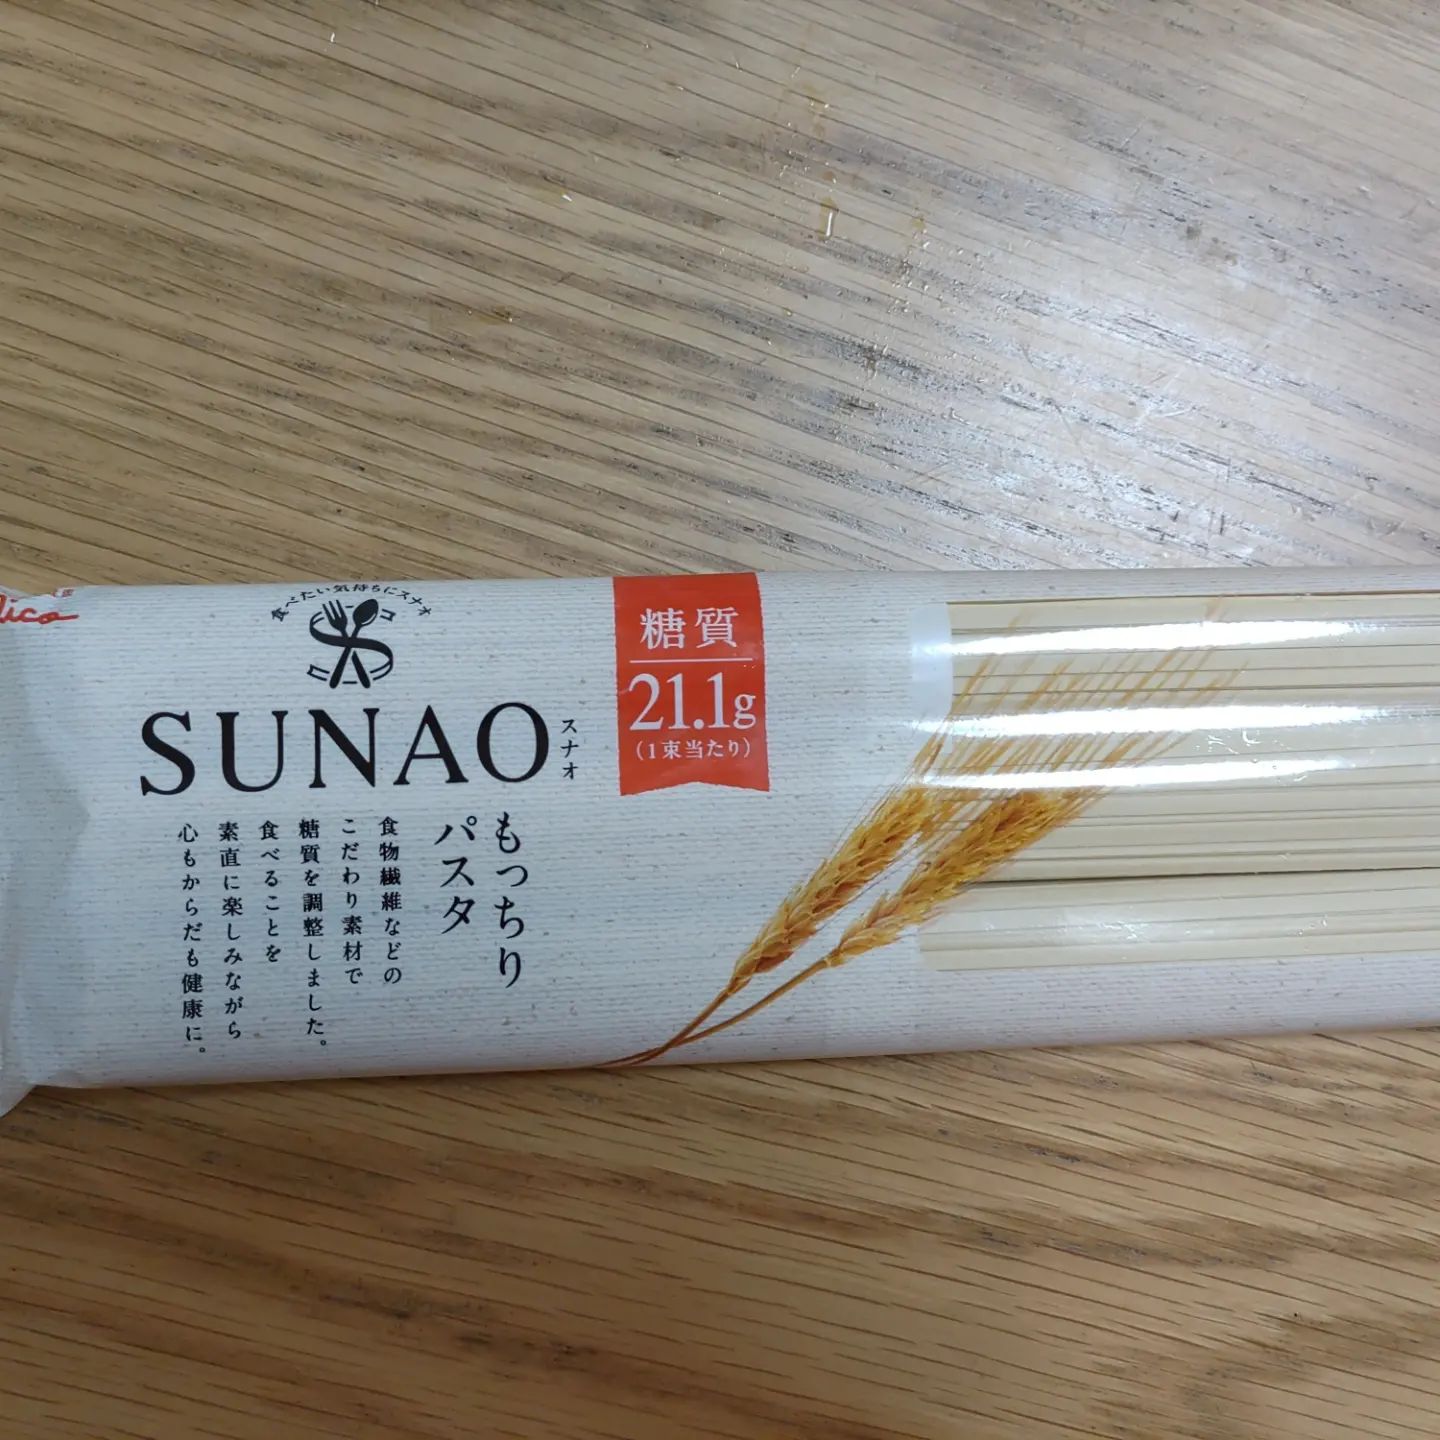 食べたい気持ちにスナオ
SUNAO
スナオ
もっちり
パスタ
食物繊維などの
こだわり素材で
糖質を調整しました。
食べることを
素直に楽しみながら
心もからだも健康に。
糖質
21.1g
(1束当たり)